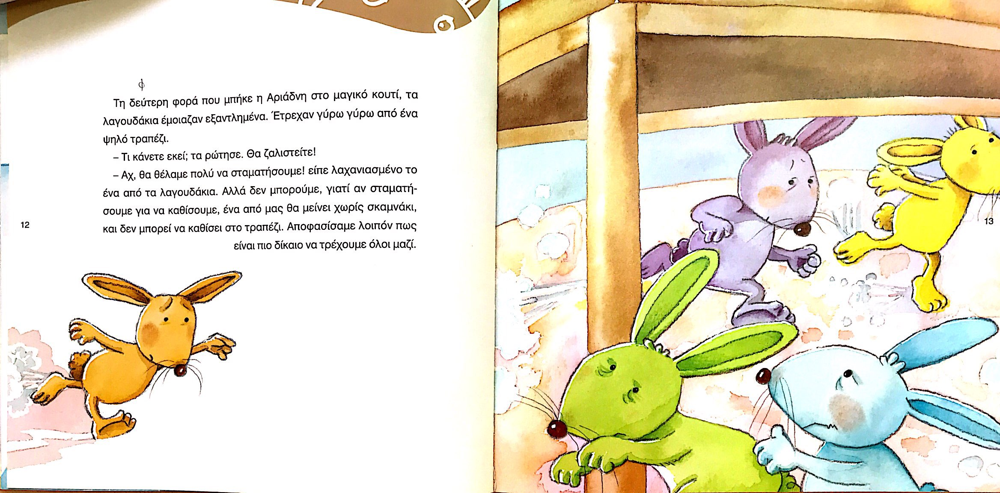 φ
Τη δεύτερη φορά που μπήκε η Αριάδνη στο μαγικό κουτί, τα
λαγουδάκια έμοιαζαν εξαντλημένα. Έτρεχαν γύρω γύρω από ένα
ψηλό τραπέζι.
– Τι κάνετε εκεί; τα ρώτησε. Θα ζαλιστείτε!
– Αχ, θα θέλαμε πολύ να σταματήσουμε! είπε λαχανιασμένο το
ένα από τα λαγουδάκια. Αλλά δεν μπορούμε, γιατί αν σταματή-
σουμε για να καθίσουμε, ένα από μας θα μείνει χωρίς σκαμνάκι,
και δεν μπορεί να καθίσει στο τραπέζι. Αποφασίσαμε λοιπόν πως
είναι πιο δίκαιο να τρέχουμε όλοι μαζί.
12
13